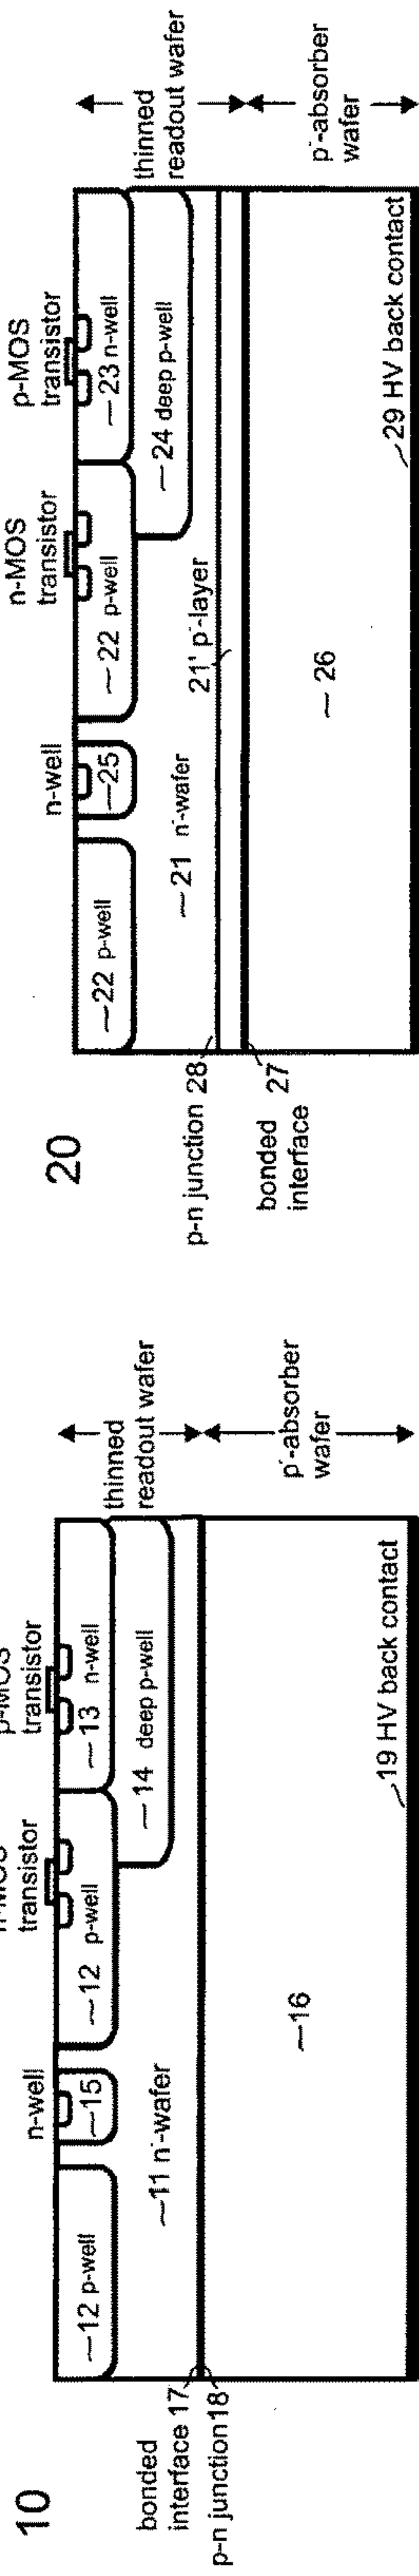 10
n-well
n-MOS
transistor
p-MOS
transistor
12 p-well
15
12 p-well
13 n-well
14 deep p-well
11 n⁻-wafer
thinned
readout wafer
bonded
interface 17
p-n junction 18
16
p⁻-absorber
wafer
19 HV back contact
20
n-well
n-MOS
transistor
p-MOS
transistor
22 p-well
25
22 p-well
23 n-well
24 deep p-well
21 n⁻-wafer
21' p⁻-layer
thinned
readout wafer
p-n junction 28
27
bonded
interface
26
p⁻-absorber
wafer
29 HV back contact